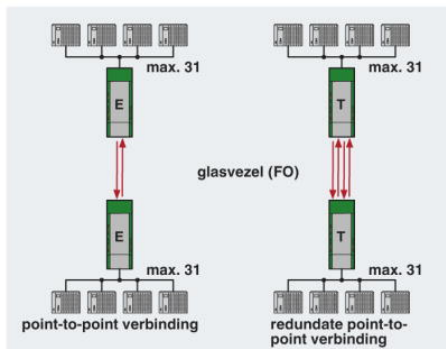 max. 31
max. 31
E
T
glasvezel (FO)
E
T
max. 31
max. 31
point-to-point verbinding
redundate point-to-
point verbinding